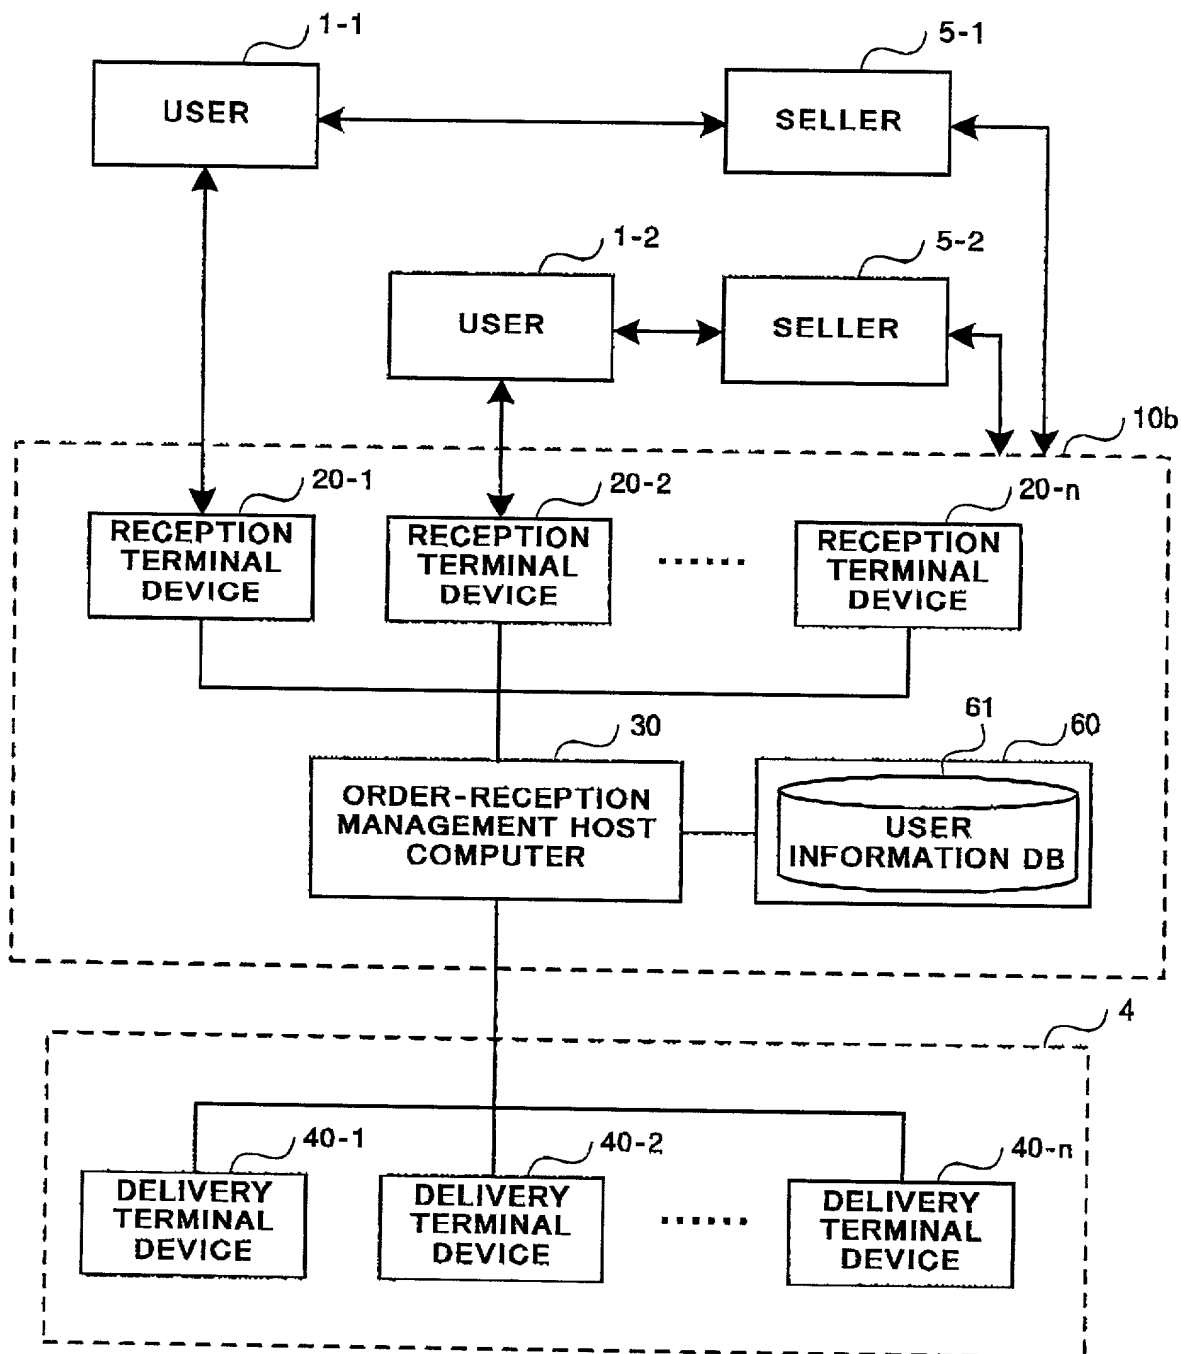 1-1
5-1
USER
SELLER
1-2
5-2
USER
SELLER
10b
20-1
20-2
20-n
RECEPTION
TERMINAL
DEVICE
RECEPTION
TERMINAL
DEVICE
......
RECEPTION
TERMINAL
DEVICE
30
61
60
ORDER-RECEPTION
MANAGEMENT HOST
COMPUTER
USER
INFORMATION DB
4
40-1
40-2
40-n
DELIVERY
TERMINAL
DEVICE
DELIVERY
TERMINAL
DEVICE
......
DELIVERY
TERMINAL
DEVICE